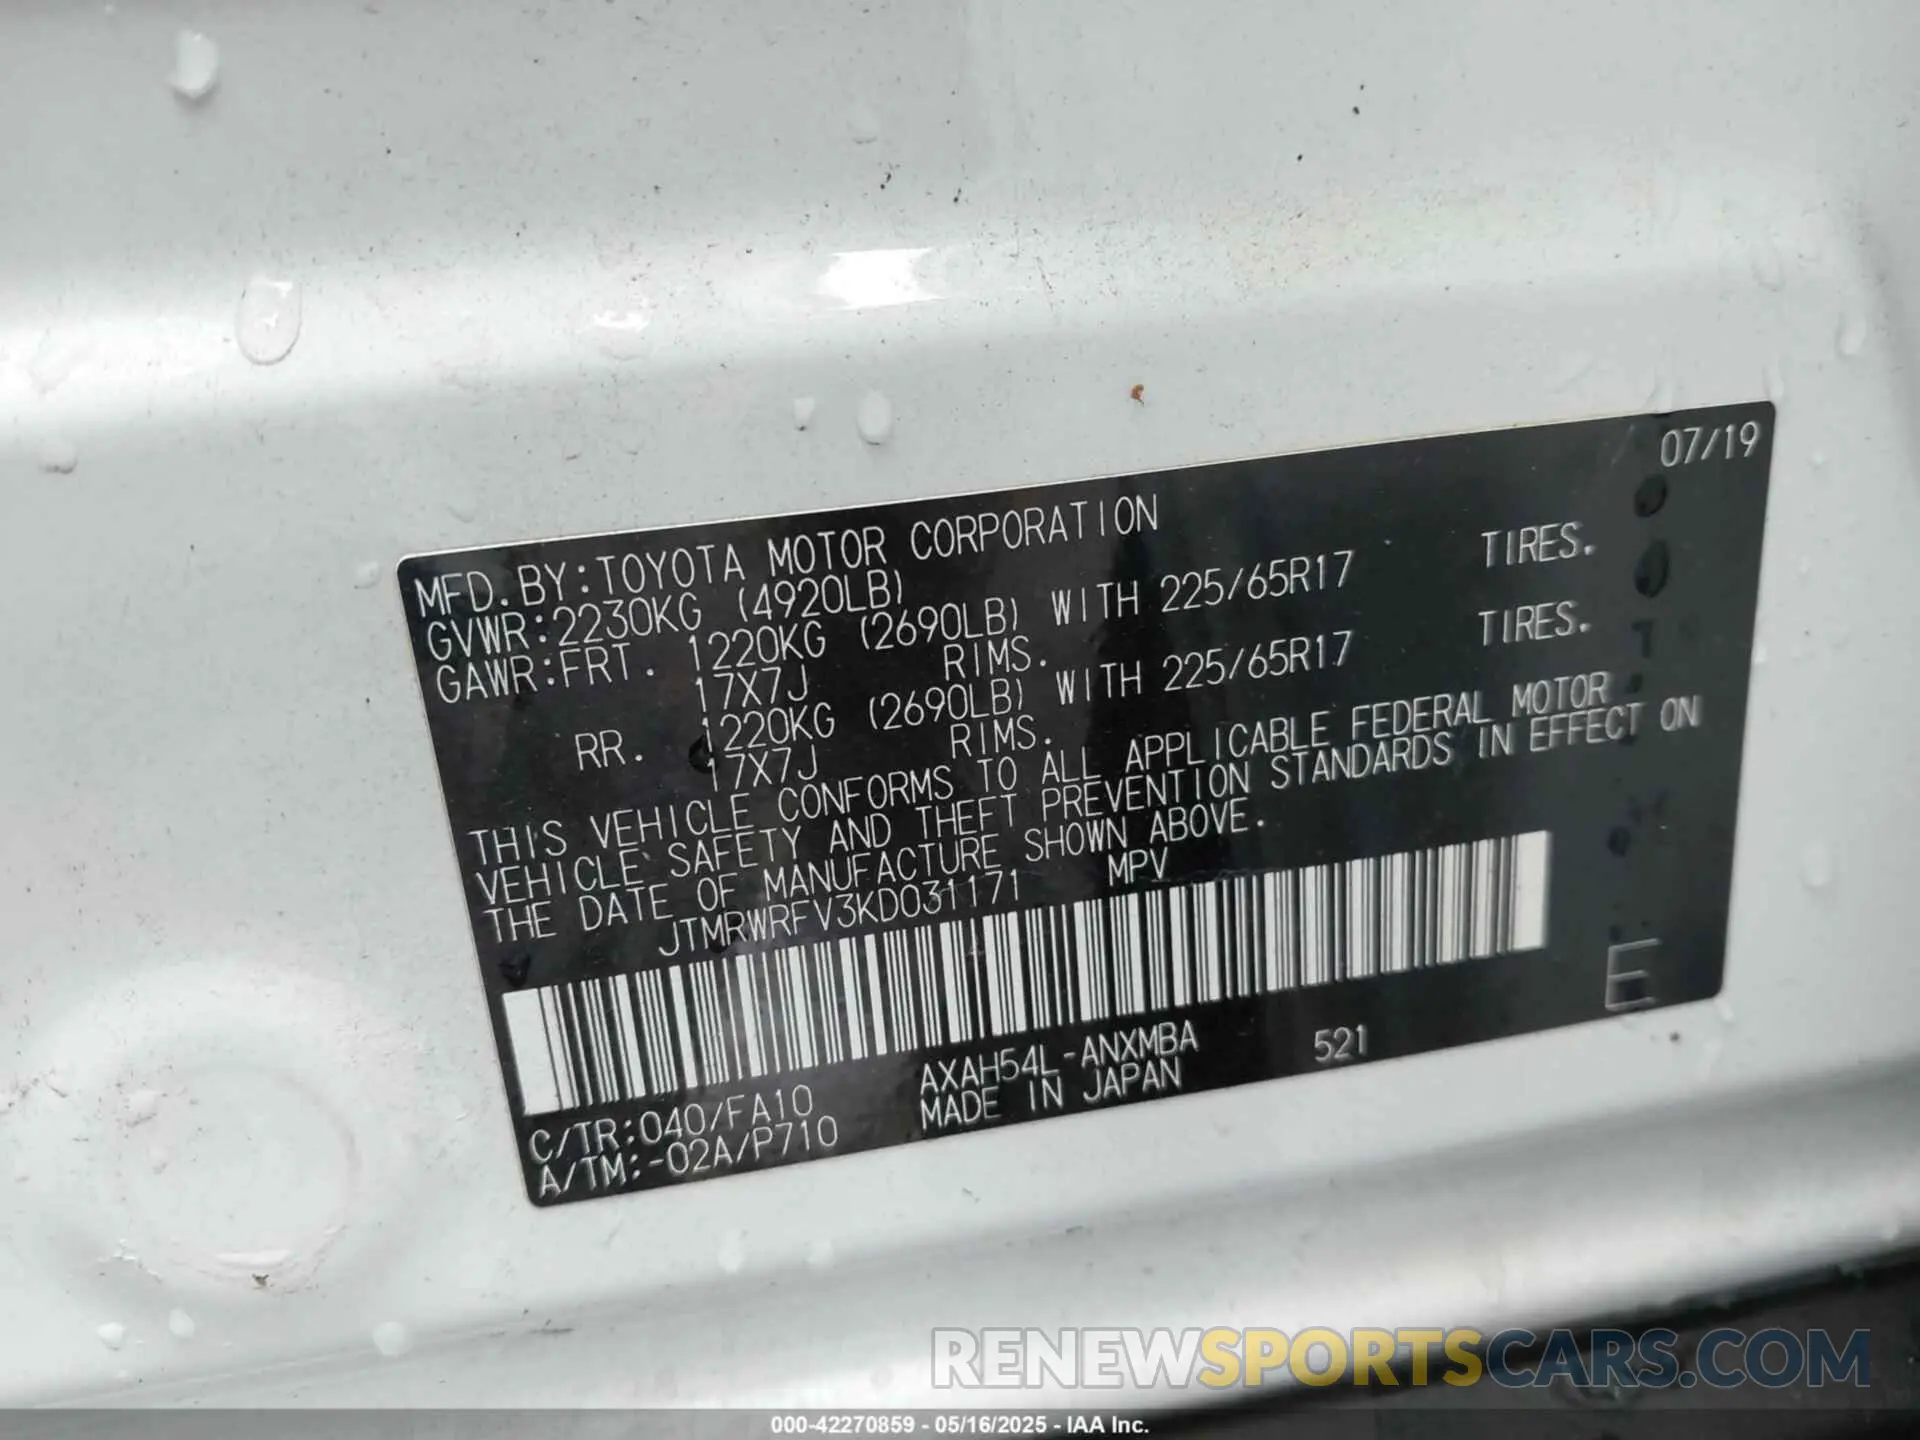 07/19
MFD.BY:TOYOTA MOTOR CORPORATION
GVWR:2230KG (4920LB)
GAWR:FRT. 1220KG (2690LB) WITH 225/65R17 TIRES.
17X7J RIMS.
RR. 1220KG (2690LB) WITH 225/65R17 TIRES.
17X7J RIMS.
THIS VEHICLE CONFORMS TO ALL APPLICABLE FEDERAL MOTOR
VEHICLE SAFETY AND THEFT PREVENTION STANDARDS IN EFFECT ON
THE DATE OF MANUFACTURE SHOWN ABOVE.
JTMRWRFV3KD031171 MPV
E
AXAH54L-ANXMBA 521
C/TR:040/FA10 MADE IN JAPAN
A/TM:-02A/P710
RENEWSPORTSCARS.COM
000-42270859 - 05/16/2025 - IAA Inc.